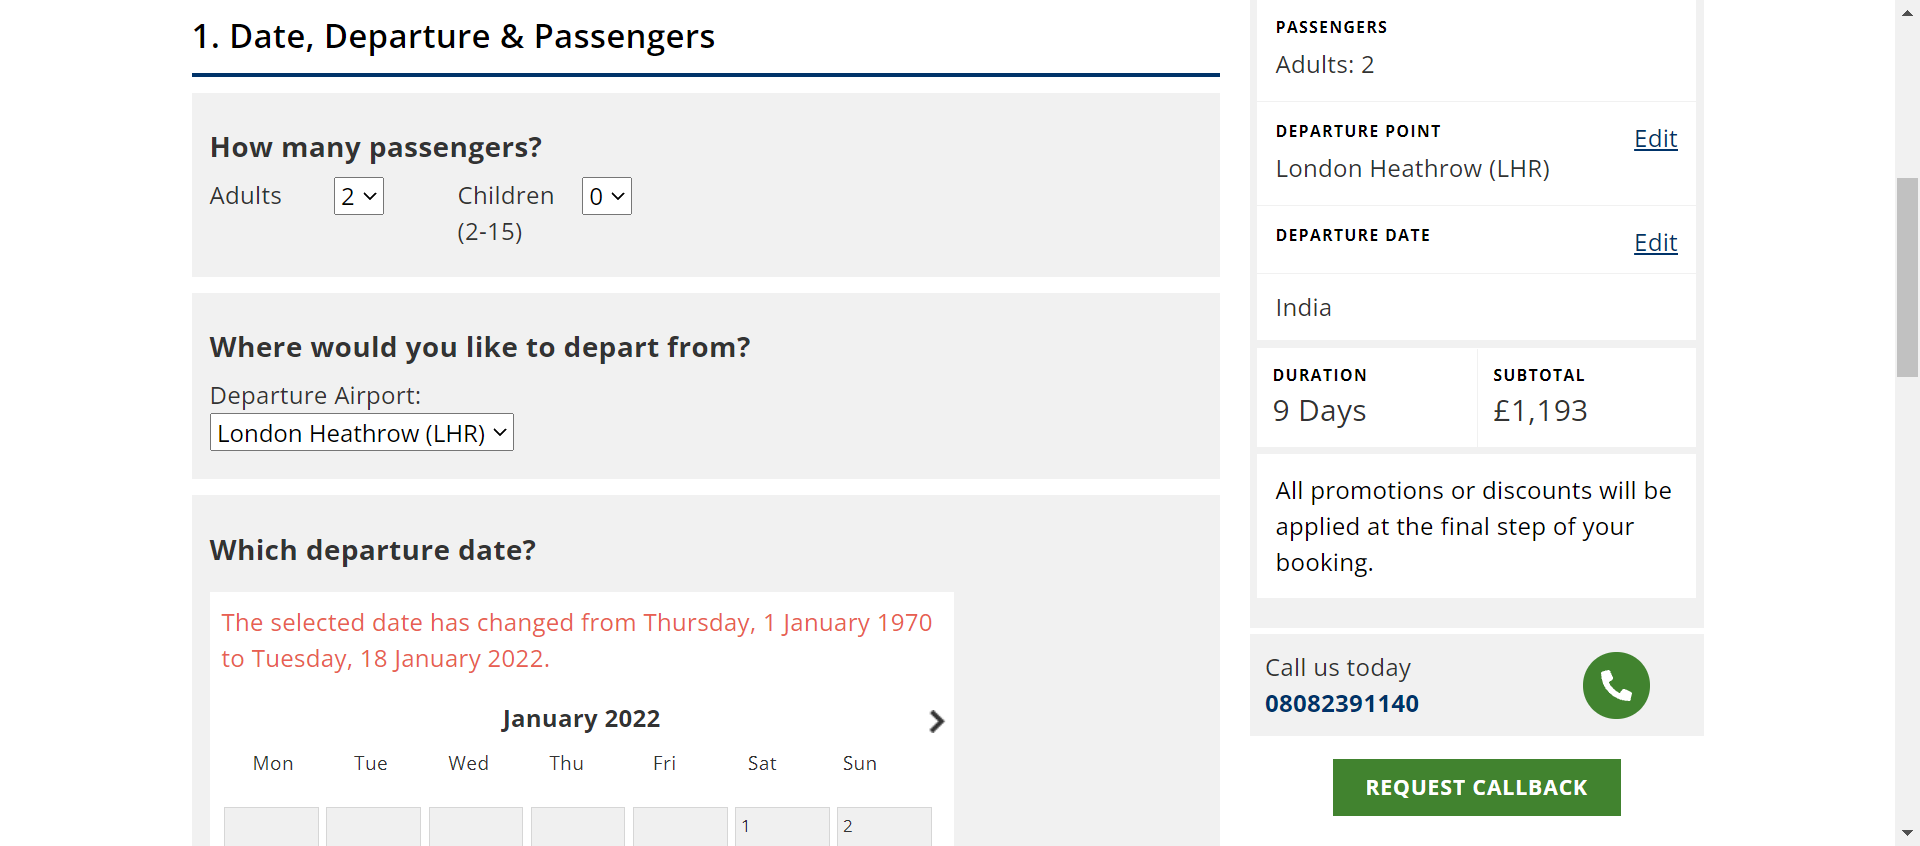 1. Date, Departure & Passengers
How many passengers?
Adults
2
Children
(2-15)
0
Where would you like to depart from?
Departure Airport:
London Heathrow (LHR)
Which departure date?
The selected date has changed from Thursday, 1 January 1970
to Tuesday, 18 January 2022.
January 2022
Mon Tue Wed Thu Fri Sat Sun
1 2
PASSENGERS
Adults: 2
DEPARTURE POINT
Edit
London Heathrow (LHR)
DEPARTURE DATE
Edit
India
DURATION
9 Days
SUBTOTAL
£1,193
All promotions or discounts will be
applied at the final step of your
booking.
Call us today
08082391140
REQUEST CALLBACK